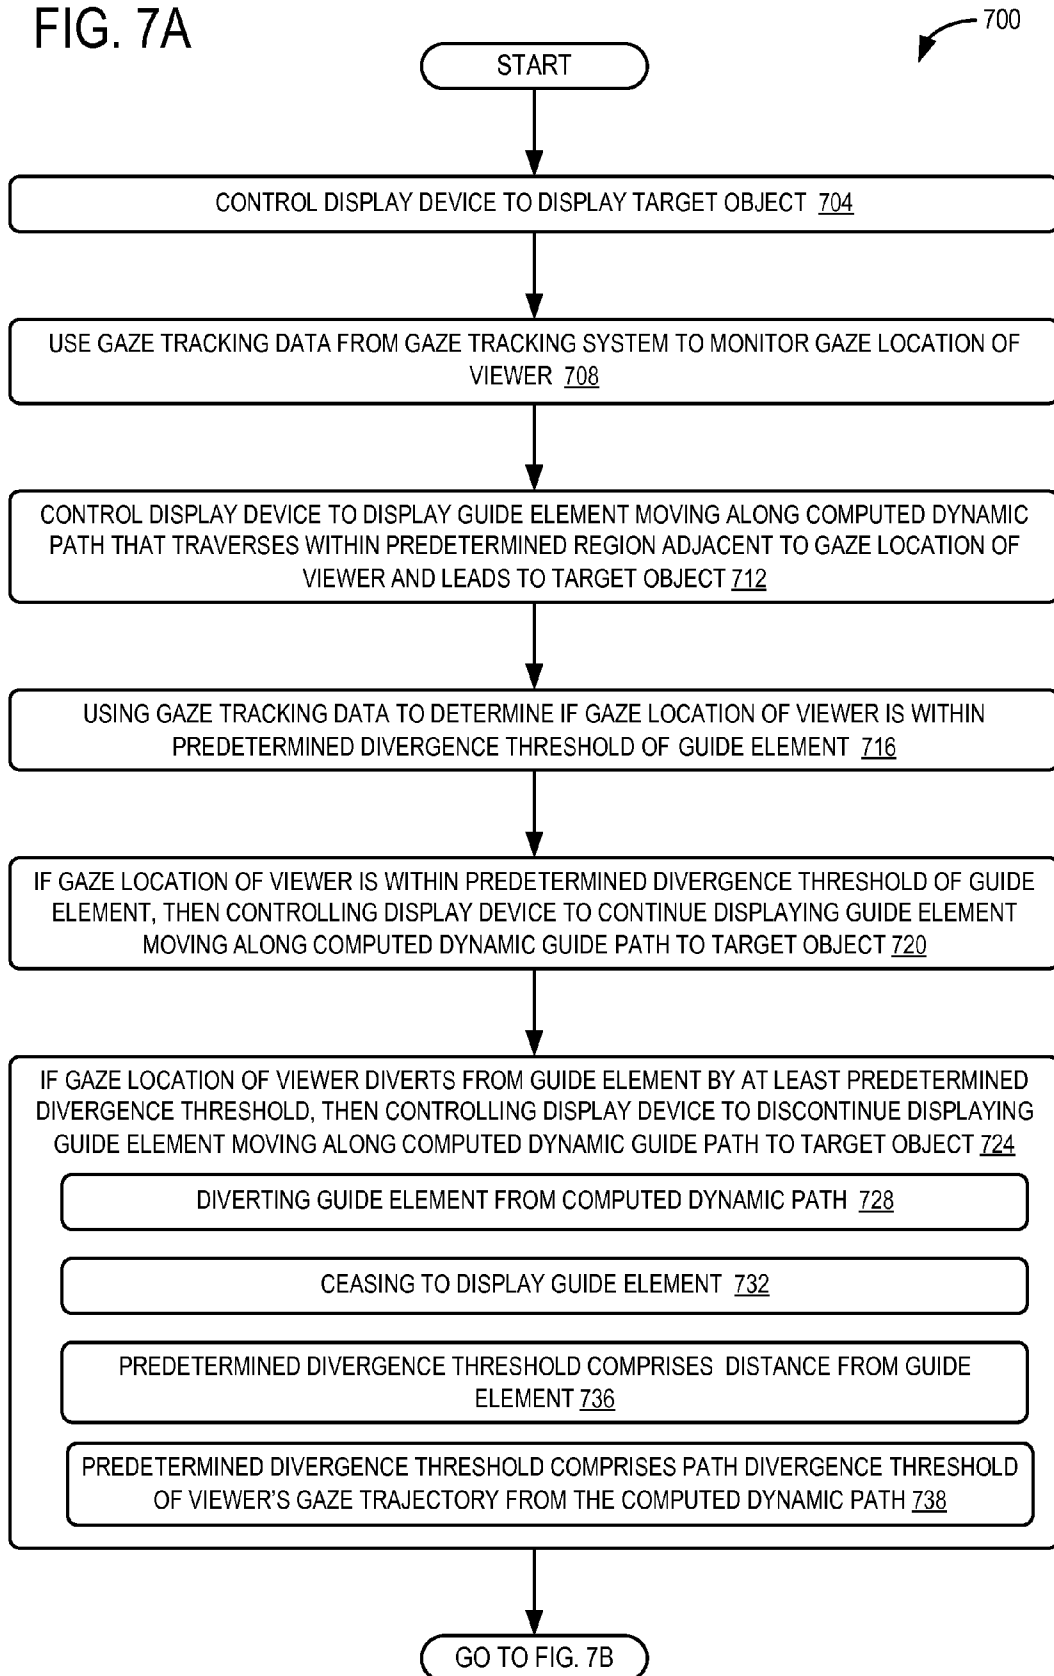 FIG. 7A
700
START
CONTROL DISPLAY DEVICE TO DISPLAY TARGET OBJECT 704
USE GAZE TRACKING DATA FROM GAZE TRACKING SYSTEM TO MONITOR GAZE LOCATION OF
VIEWER 708
CONTROL DISPLAY DEVICE TO DISPLAY GUIDE ELEMENT MOVING ALONG COMPUTED DYNAMIC
PATH THAT TRAVERSES WITHIN PREDETERMINED REGION ADJACENT TO GAZE LOCATION OF
VIEWER AND LEADS TO TARGET OBJECT 712
USING GAZE TRACKING DATA TO DETERMINE IF GAZE LOCATION OF VIEWER IS WITHIN
PREDETERMINED DIVERGENCE THRESHOLD OF GUIDE ELEMENT 716
IF GAZE LOCATION OF VIEWER IS WITHIN PREDETERMINED DIVERGENCE THRESHOLD OF GUIDE
ELEMENT, THEN CONTROLLING DISPLAY DEVICE TO CONTINUE DISPLAYING GUIDE ELEMENT
MOVING ALONG COMPUTED DYNAMIC GUIDE PATH TO TARGET OBJECT 720
IF GAZE LOCATION OF VIEWER DIVERTS FROM GUIDE ELEMENT BY AT LEAST PREDETERMINED
DIVERGENCE THRESHOLD, THEN CONTROLLING DISPLAY DEVICE TO DISCONTINUE DISPLAYING
GUIDE ELEMENT MOVING ALONG COMPUTED DYNAMIC GUIDE PATH TO TARGET OBJECT 724
DIVERTING GUIDE ELEMENT FROM COMPUTED DYNAMIC PATH 728
CEASING TO DISPLAY GUIDE ELEMENT 732
PREDETERMINED DIVERGENCE THRESHOLD COMPRISES DISTANCE FROM GUIDE
ELEMENT 736
PREDETERMINED DIVERGENCE THRESHOLD COMPRISES PATH DIVERGENCE THRESHOLD
OF VIEWER'S GAZE TRAJECTORY FROM THE COMPUTED DYNAMIC PATH 738
GO TO FIG. 7B